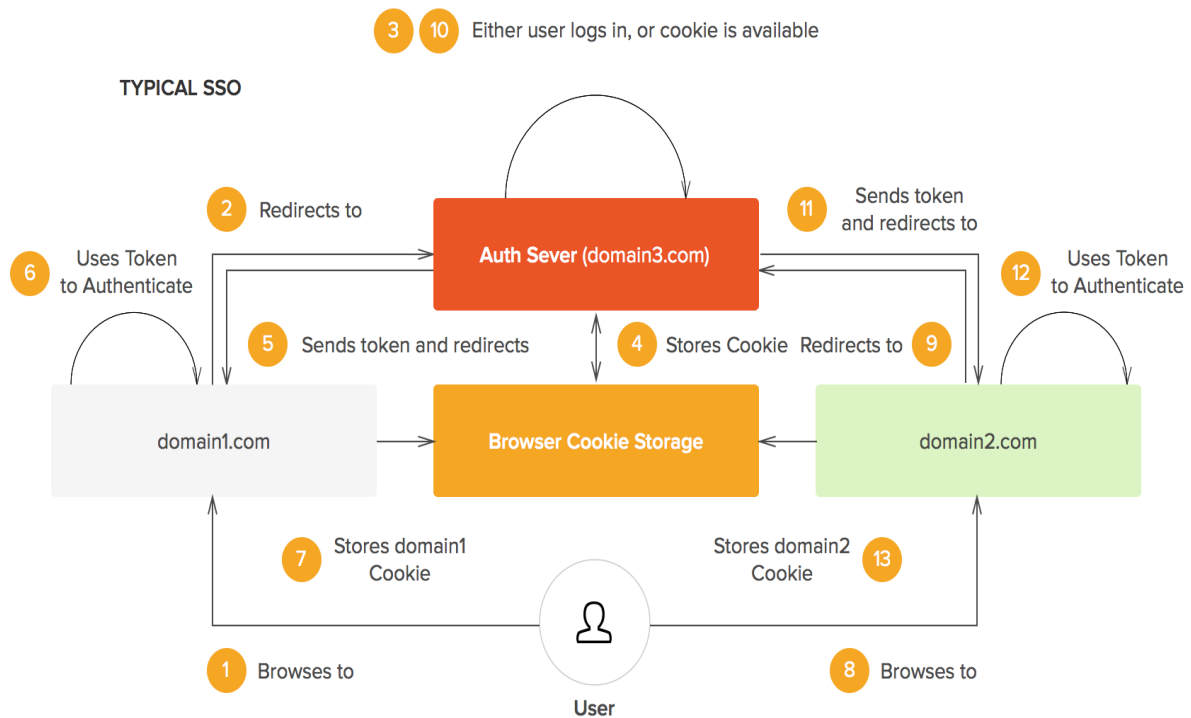 3 10 Either user logs in, or cookie is available
TYPICAL SSO
2 Redirects to
11 Sends token
and redirects to
6 Uses Token
to Authenticate
Auth Sever (domain3.com)
12 Uses Token
to Authenticate
5 Sends token and redirects
4 Stores Cookie
Redirects to 9
domain1.com
Browser Cookie Storage
domain2.com
7 Stores domain1
Cookie
Stores domain2 13
Cookie
1 Browses to
8 Browses to
User